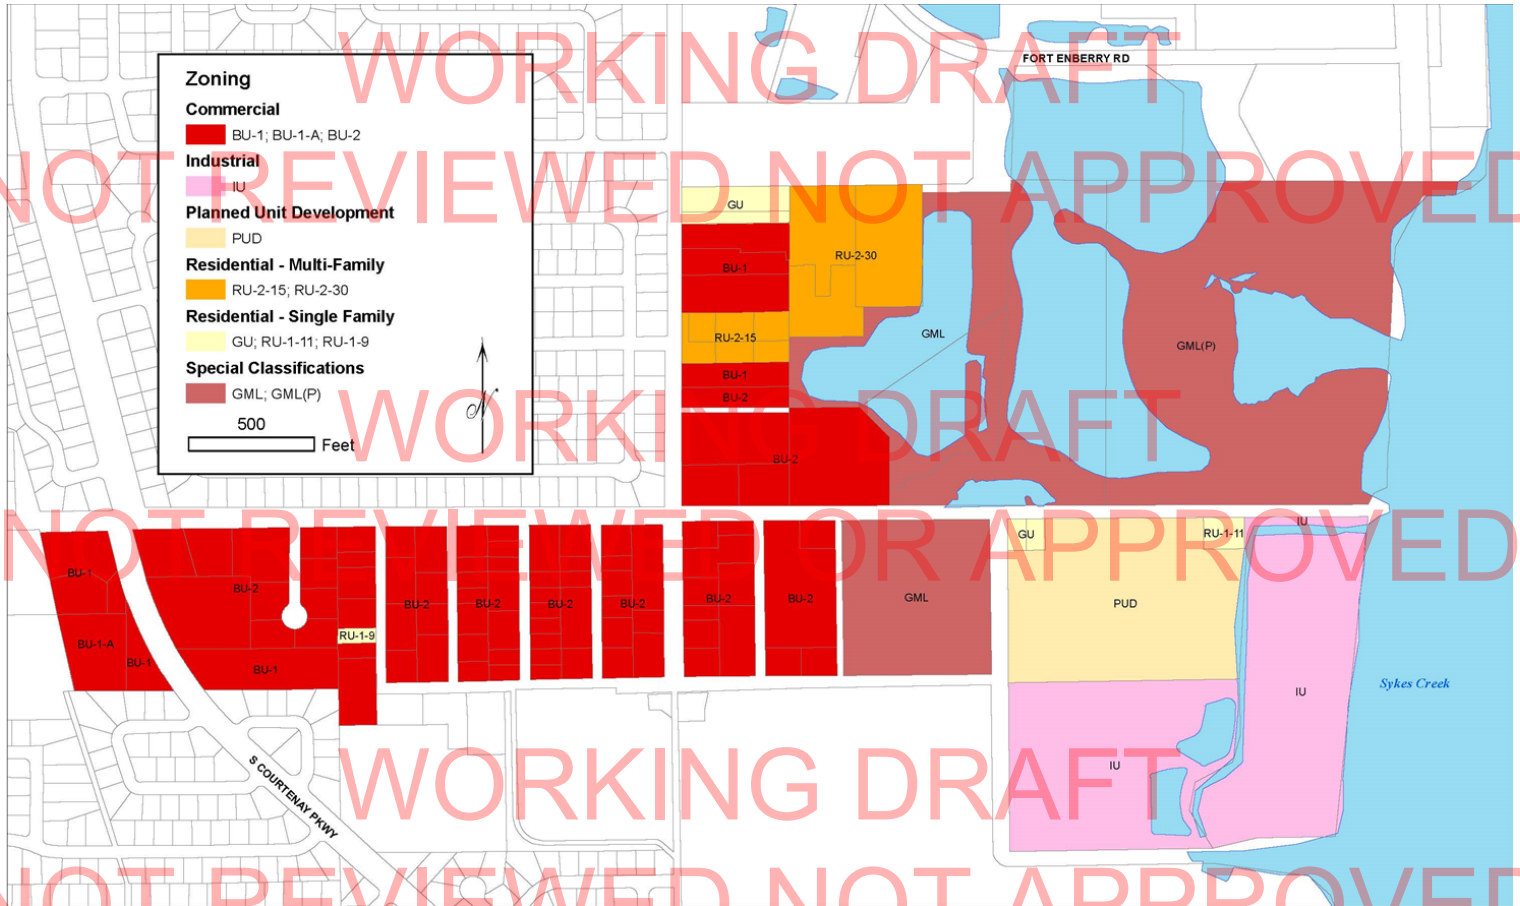 WORKING DRAFT
FORT ENBERRY RD
Zoning
Commercial
BU-1; BU-1-A; BU-2
Industrial
IU
NOT REVIEWED NOT APPROVED
Planned Unit Development
PUD
Residential - Multi-Family
RU-2-15; RU-2-30
Residential - Single Family
GU; RU-1-11; RU-1-9
Special Classifications
GML; GML(P)
500
Feet
N
GU
RU-2-30
BU-1
GML
RU-2-15
GML(P)
BU-1
BU-2
WORKING DRAFT
BU-2
NOT REVIEWED OR APPROVED
IU
GU
RU-1-11
BU-1
BU-2
BU-2
BU-2
BU-2
BU-2
BU-2
BU-2
GML
PUD
RU-1-9
BU-1-A
BU-1
BU-1
Sykes Creek
IU
IU
S COURTENAY PKWY
WORKING DRAFT
NOT REVIEWED NOT APPROVED